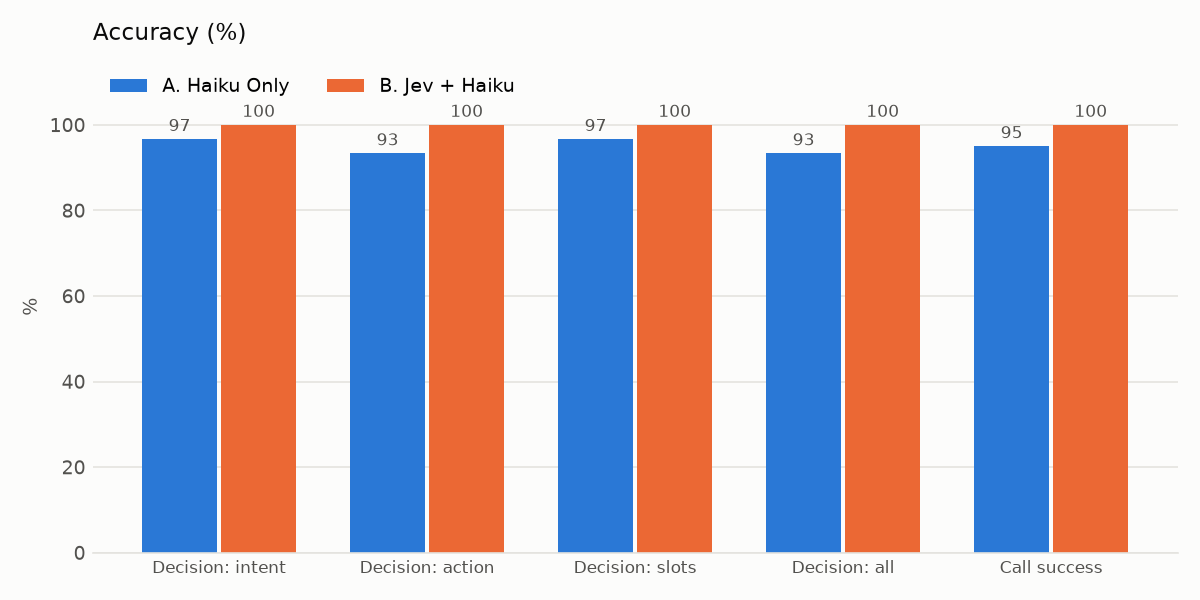 Accuracy (%)
A. Haiku Only
B. Jev + Haiku
97
100
93
100
97
100
93
100
95
100
100
80
60
40
20
0
%
Decision: intent
Decision: action
Decision: slots
Decision: all
Call success